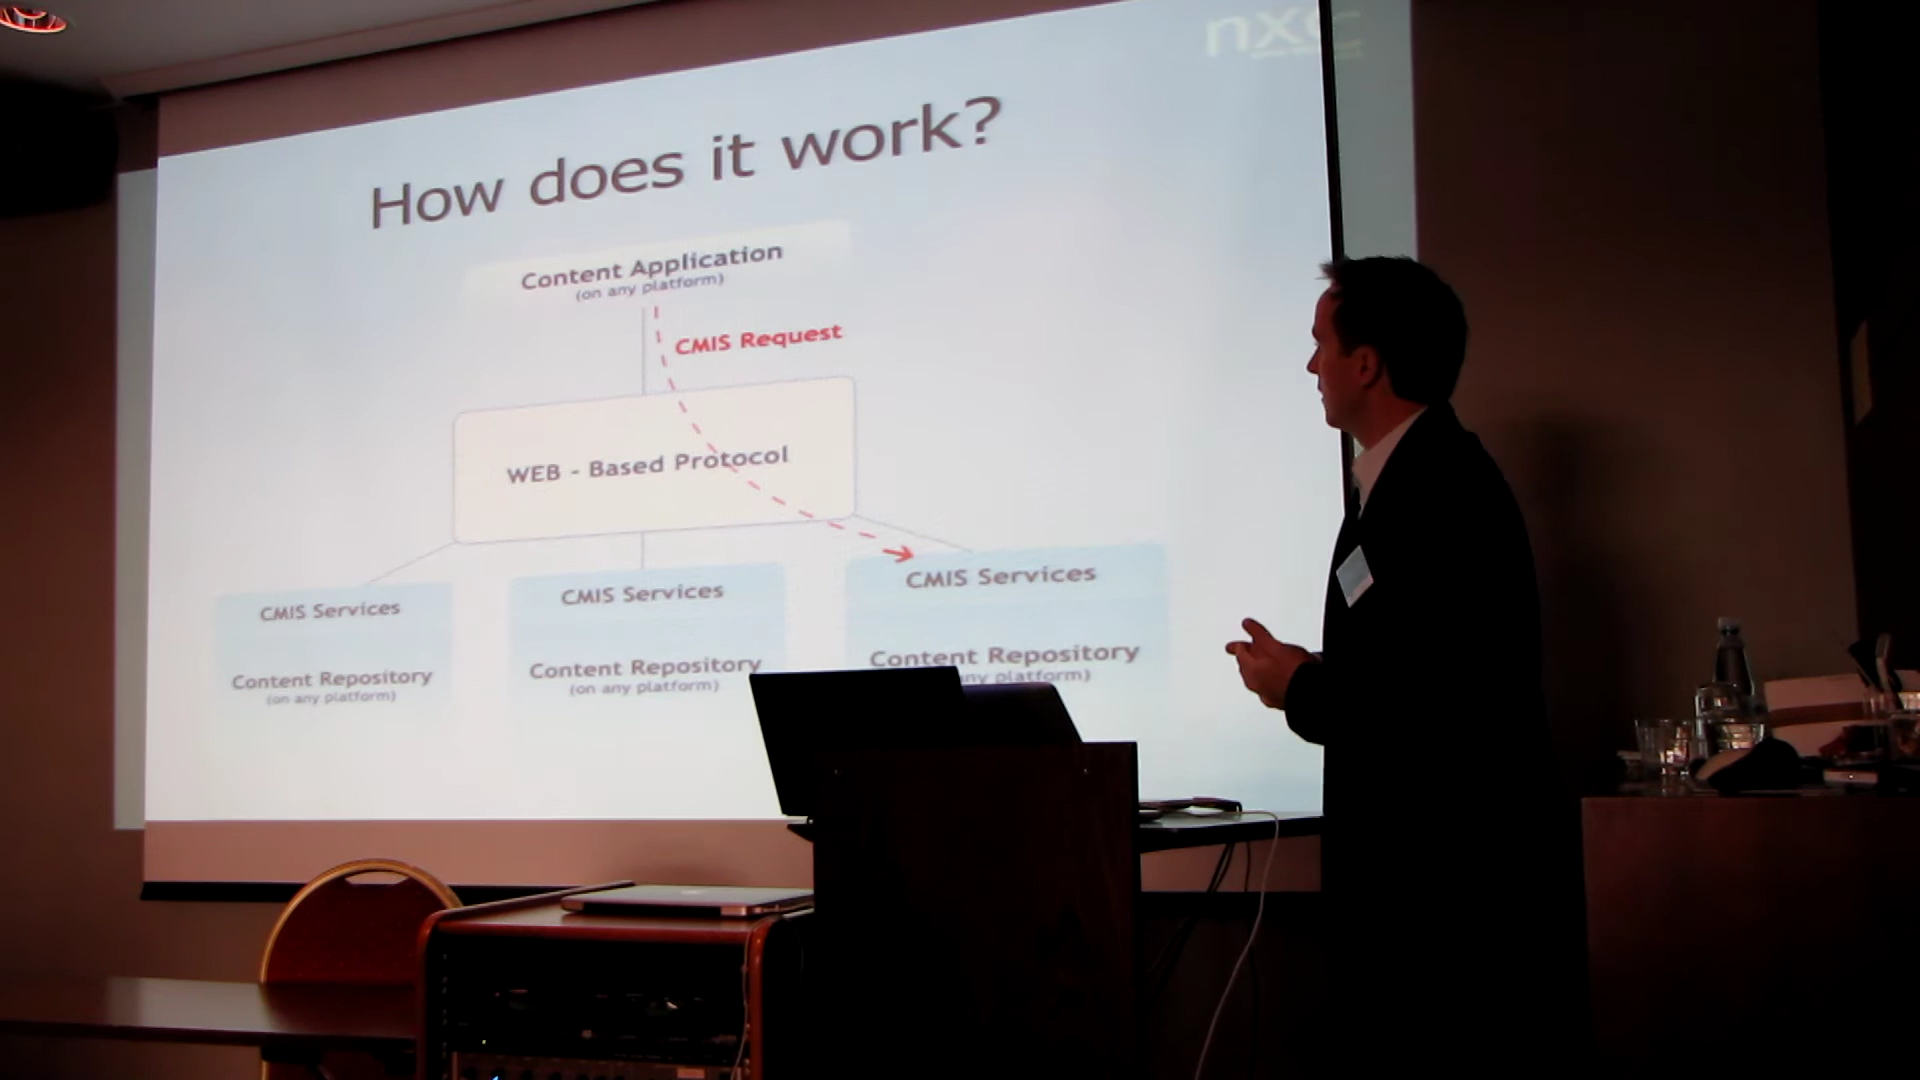 nxc
How does it work?
Content Application
(on any platform)
CMIS Request
WEB - Based Protocol
CMIS Services
Content Repository
(on any platform)
CMIS Services
Content Repository
(on any platform)
CMIS Services
Content Repository
any platform)